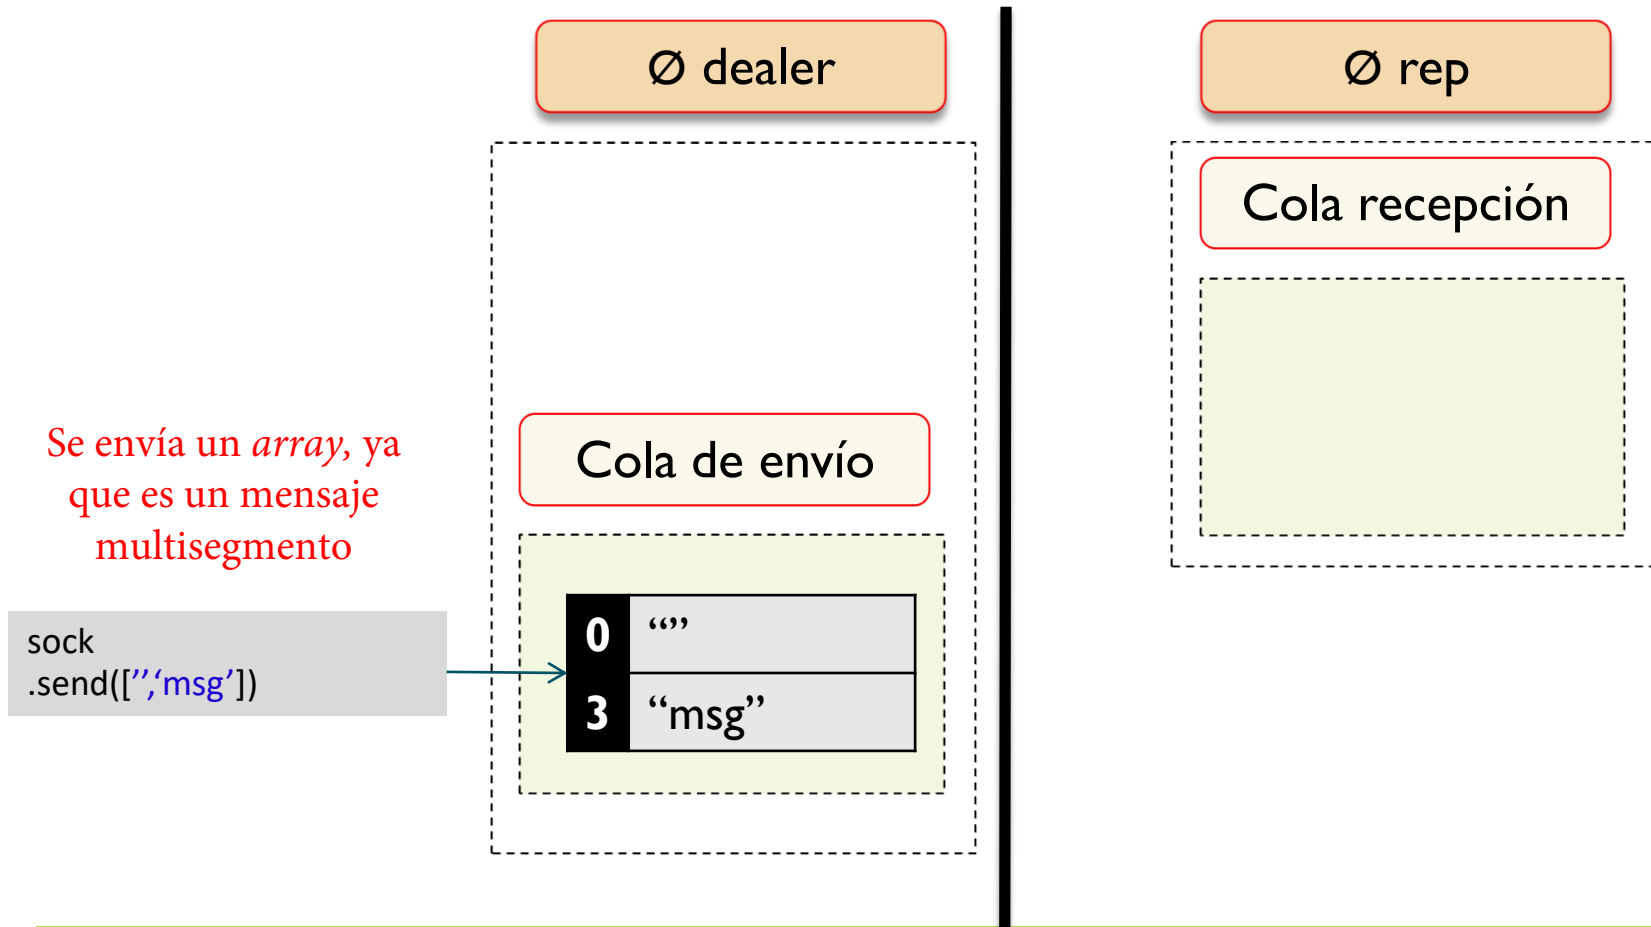 Ø dealer
Ø rep
Cola recepción
Se envía un array, ya
que es un mensaje
multisegmento
Cola de envío
sock
.send(['','msg'])
0 “”
3 “msg”